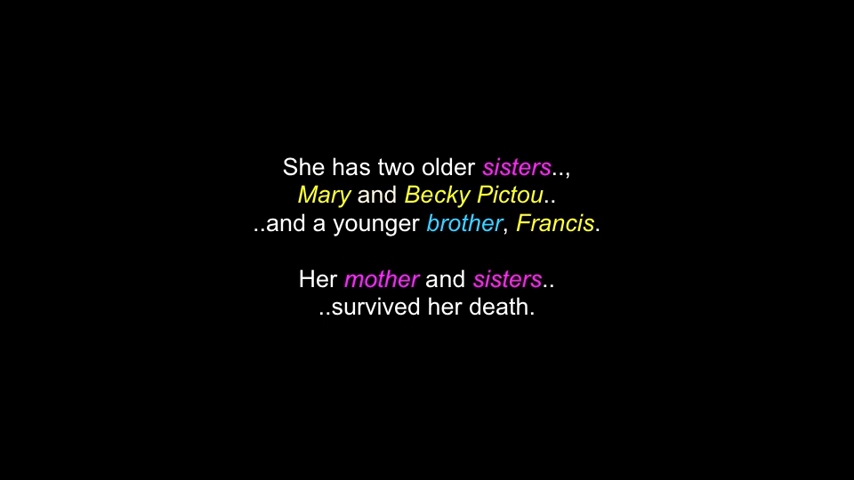 She has two older sisters..,
Mary and Becky Pictou..
..and a younger brother, Francis.
Her mother and sisters..
..survived her death.